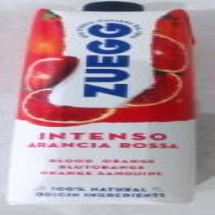 ZUEGG
INTENSO
ARANCIA ROSSA
BLOOD ORANGE
BLUTORANGE
ORANGE SANGUINE
100% NATURAL
ORIGIN INGREDIENTS